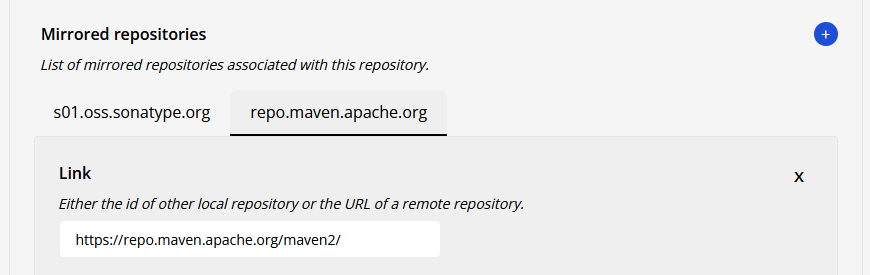 Mirrored repositories
+
List of mirrored repositories associated with this repository.
s01.oss.sonatype.org repo.maven.apache.org
Link
x
Either the id of other local repository or the URL of a remote repository.
https://repo.maven.apache.org/maven2/